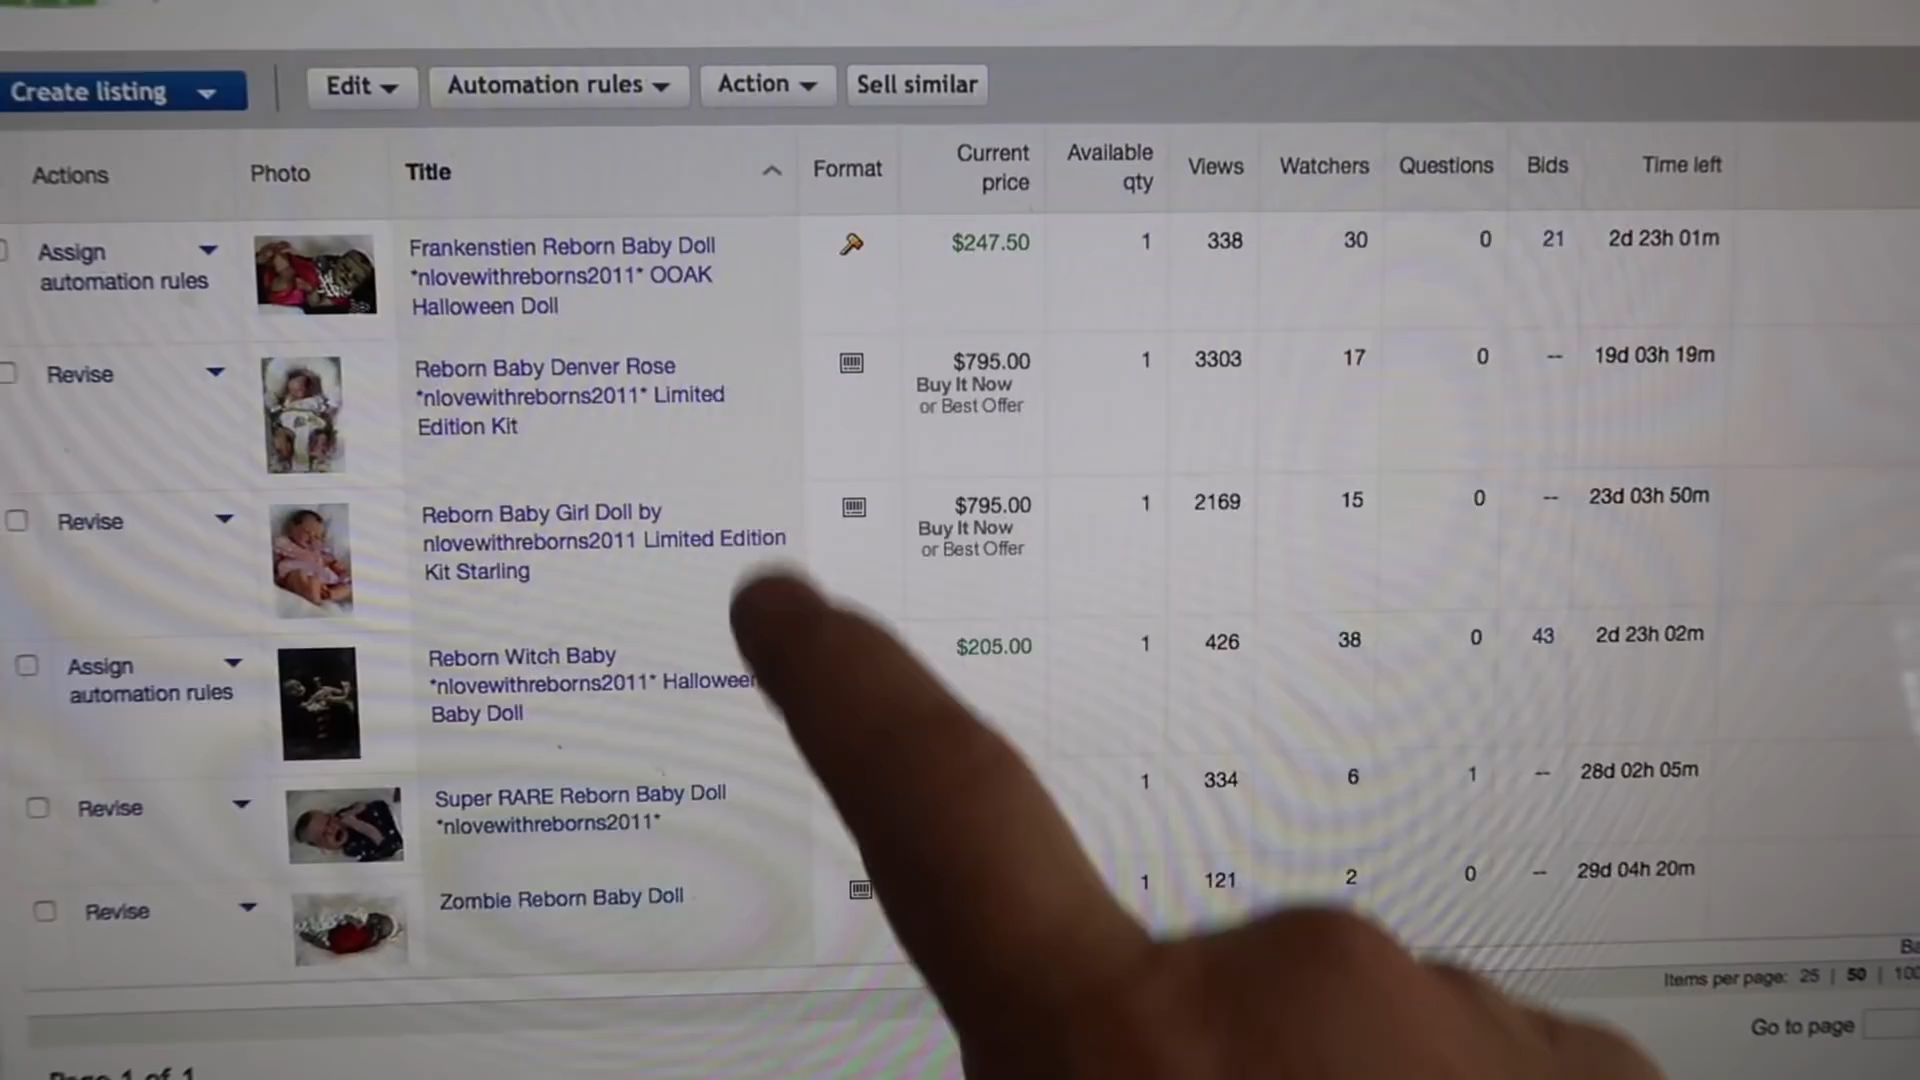 Create listing
Edit
Automation rules
Action
Sell similar
Actions
Photo
Title
Format
Current
price
Available
qty
Views
Watchers
Questions
Bids
Time left
Assign
automation rules
Frankenstien Reborn Baby Doll
*nlovewithreborns2011* OOAK
Halloween Doll
$247.50
1
338
30
0
21
2d 23h 01m
Revise
Reborn Baby Denver Rose
*nlovewithreborns2011* Limited
Edition Kit
$795.00
Buy It Now
or Best Offer
1
3303
17
0
--
19d 03h 19m
Revise
Reborn Baby Girl Doll by
nlovewithreborns2011 Limited Edition
Kit Starling
$795.00
Buy It Now
or Best Offer
1
2169
15
0
--
23d 03h 50m
Assign
automation rules
Reborn Witch Baby
*nlovewithreborns2011* Halloween
Baby Doll
$205.00
1
426
38
0
43
2d 23h 02m
Revise
Super RARE Reborn Baby Doll
*nlovewithreborns2011*
1
334
6
1
--
28d 02h 05m
Revise
Zombie Reborn Baby Doll
1
121
2
0
--
29d 04h 20m
Items per page: 25 | 50 | 100
Go to page
Page 1 of 1